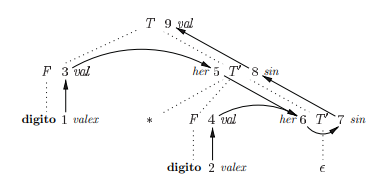 T 9 val
F 3 val her 5 T′ 8 sin
digito 1 valex * F 4 val her 6 T′ 7 sin
digito 2 valex ϵ